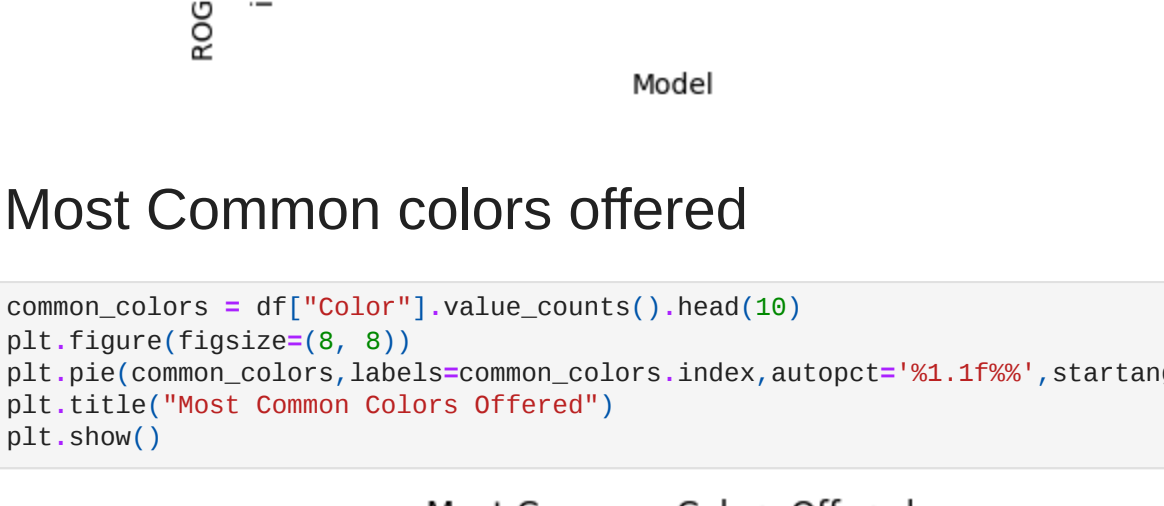 ROG
Model
Most Common colors offered
common_colors = df["Color"].value_counts().head(10)
plt.figure(figsize=(8, 8))
plt.pie(common_colors,labels=common_colors.index,autopct='%1.1f%%',startang
plt.title("Most Common Colors Offered")
plt.show()